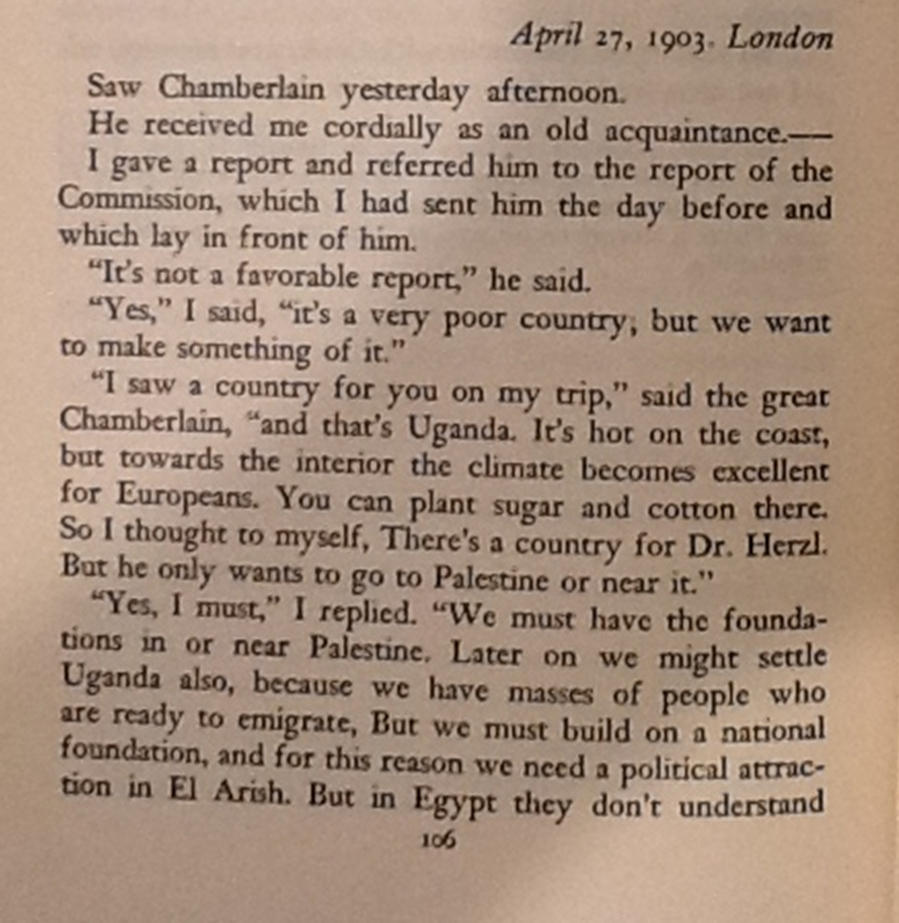 April 27, 1903. London
Saw Chamberlain yesterday afternoon.
He received me cordially as an old acquaintance.——
I gave a report and referred him to the report of the
Commission, which I had sent him the day before and
which lay in front of him.
“It's not a favorable report,” he said.
“Yes,” I said, “it's a very poor country; but we want
to make something of it.”
“I saw a country for you on my trip,” said the great
Chamberlain, “and that's Uganda. It's hot on the coast,
but towards the interior the climate becomes excellent
for Europeans. You can plant sugar and cotton there.
So I thought to myself, There's a country for Dr. Herzl.
But he only wants to go to Palestine or near it.”
“Yes, I must,” I replied. “We must have the founda-
tions in or near Palestine. Later on we might settle
Uganda also, because we have masses of people who
are ready to emigrate, But we must build on a national
foundation, and for this reason we need a political attrac-
tion in El Arish. But in Egypt they don't understand
106